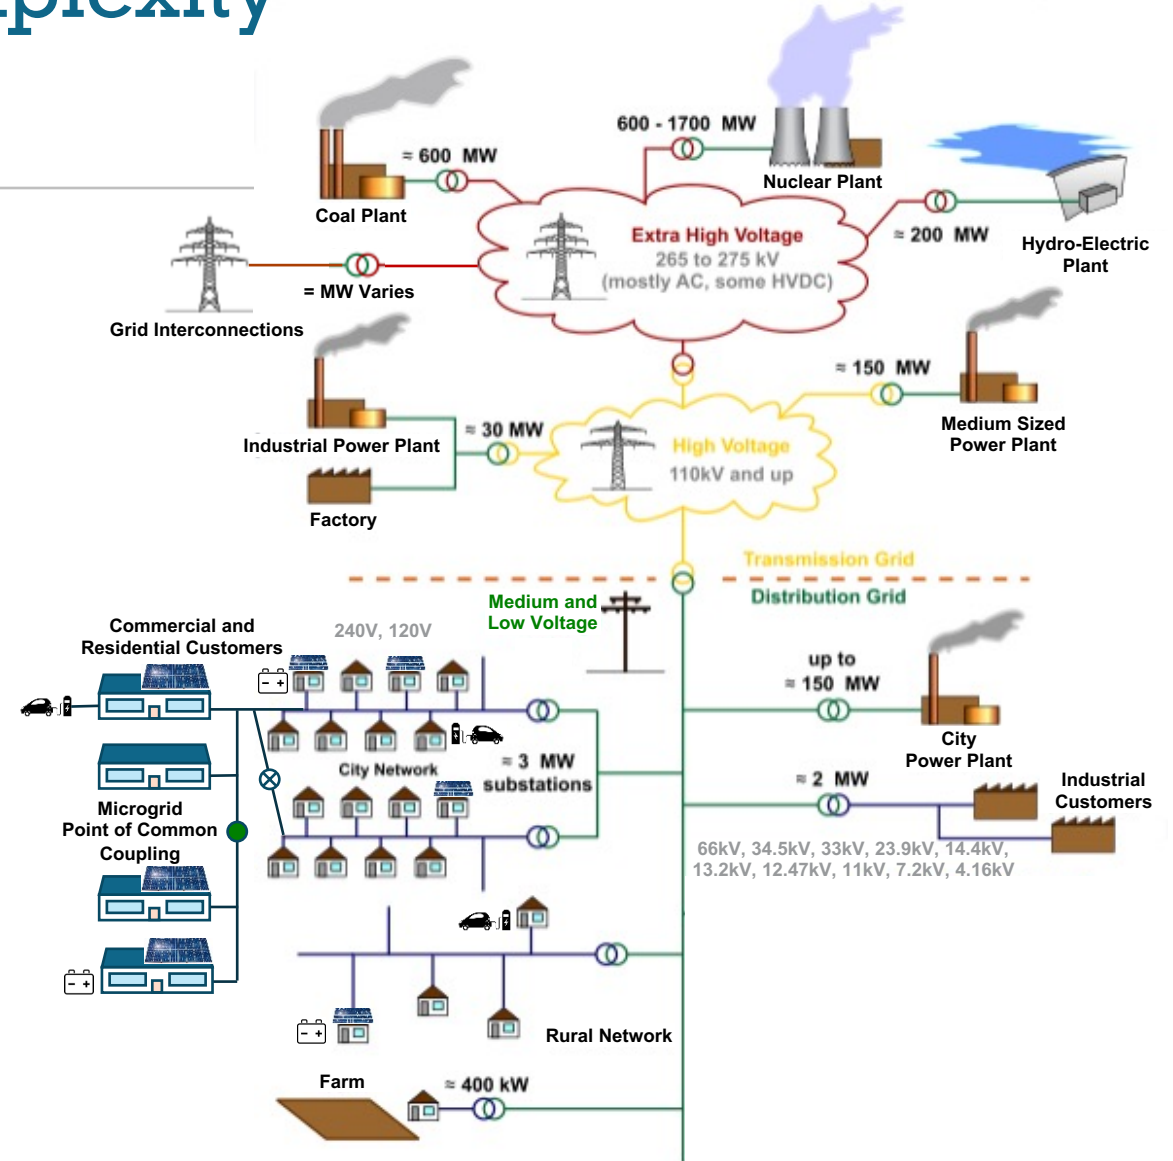 plexity
600 - 1700 MW
≈ 600 MW
Nuclear Plant
Coal Plant
Extra High Voltage
265 to 275 kV
(mostly AC, some HVDC)
≈ 200 MW
Hydro-Electric
Plant
= MW Varies
Grid Interconnections
≈ 150 MW
Medium Sized
Power Plant
≈ 30 MW
Industrial Power Plant
High Voltage
110kV and up
Factory
Transmission Grid
Distribution Grid
Medium and
Low Voltage
Commercial and
Residential Customers
240V, 120V
- +
up to
≈ 150 MW
City
Power Plant
City Network
≈ 3 MW
substations
≈ 2 MW
Industrial
Customers
Microgrid
Point of Common
Coupling
66kV, 34.5kV, 33kV, 23.9kV, 14.4kV,
13.2kV, 12.47kV, 11kV, 7.2kV, 4.16kV
- +
- +
Rural Network
Farm
≈ 400 kW